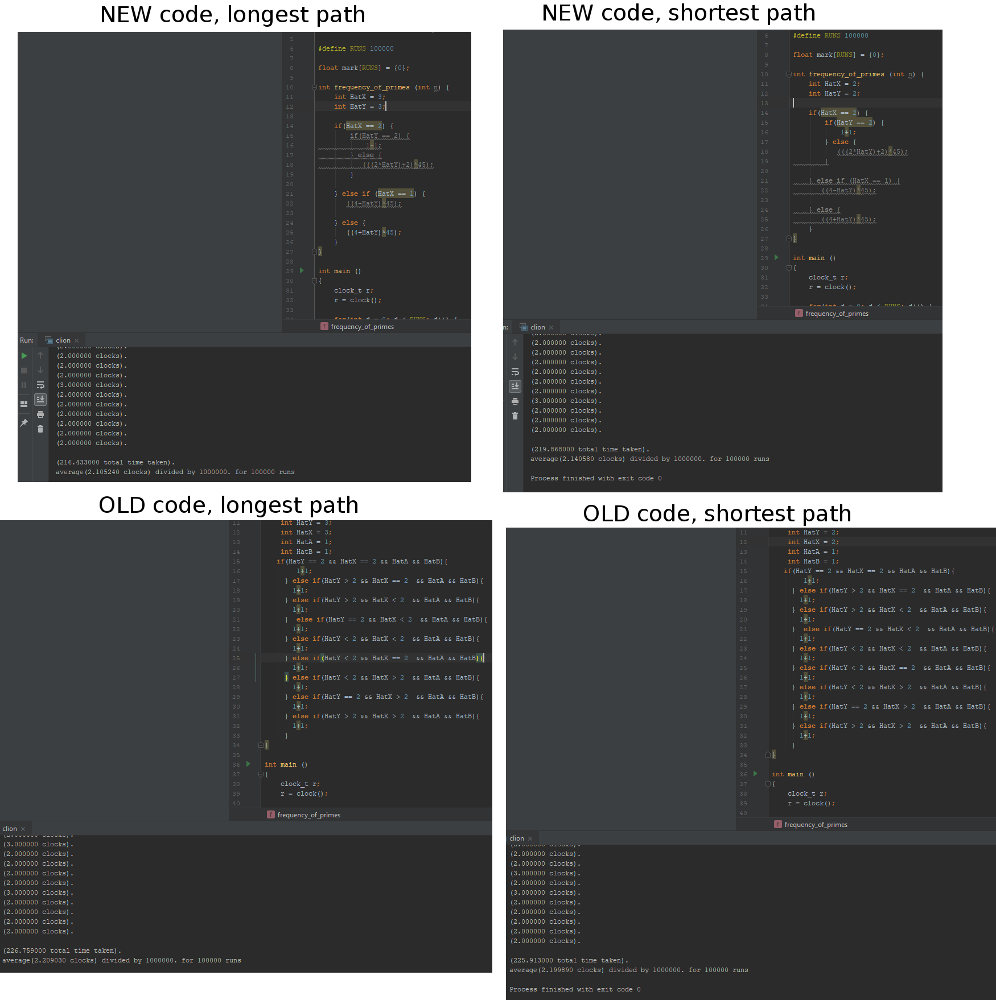 NEW code, longest path
5
6 #define RUNS 100000
7
8 float mark[RUNS] = {0};
9
10 int frequency_of_primes (int n) {
11 int HatX = 3;
12 int HatY = 3;
13
14 if(HatX == 2) {
15 if(HatY == 2) {
16 1+1;
17 } else {
18 (((2*HatY)+2)*45);
19 }
20
21 } else if (HatX == 1) {
22 ((4-HatY)*45);
23
24 } else {
25 ((4+HatY)*45);
26 }
27 }
28
29 int main ()
30 {
31 clock_t r;
32 r = clock();
33
34 for(int d = 0; d < RUNS; d++) {
f frequency_of_primes
Run: clion ×
(2.000000 clocks).
(2.000000 clocks).
(2.000000 clocks).
(2.000000 clocks).
(3.000000 clocks).
(2.000000 clocks).
(2.000000 clocks).
(2.000000 clocks).
(2.000000 clocks).
(2.000000 clocks).
(2.000000 clocks).
(216.433000 total time taken).
average(2.105240 clocks) divided by 1000000. for 100000 runs
NEW code, shortest path
6 #define RUNS 100000
7
8 float mark[RUNS] = {0};
9
10 int frequency_of_primes (int n) {
11 int HatX = 2;
12 int HatY = 2;
13
14 if(HatX == 2) {
15 if(HatY == 2) {
16 1+1;
17 } else {
18 (((2*HatY)+2)*45);
19 }
20
21 } else if (HatX == 1) {
22 ((4-HatY)*45);
23
24 } else {
25 ((4+HatY)*45);
26 }
27 }
28
29 int main ()
30 {
31 clock_t r;
32 r = clock();
33
34 for(int d = 0; d < RUNS; d++) {
f frequency_of_primes
n: clion ×
(2.000000 clocks).
(2.000000 clocks).
(2.000000 clocks).
(2.000000 clocks).
(2.000000 clocks).
(2.000000 clocks).
(2.000000 clocks).
(3.000000 clocks).
(2.000000 clocks).
(2.000000 clocks).
(2.000000 clocks).
(219.868000 total time taken).
average(2.140580 clocks) divided by 1000000. for 100000 runs
Process finished with exit code 0
OLD code, longest path
11 int HatY = 3;
12 int HatX = 3;
13 int HatA = 1;
14 int HatB = 1;
15 if(HatY == 2 && HatX == 2 && HatA && HatB){
16 1+1;
17 } else if(HatY > 2 && HatX == 2 && HatA && HatB){
18 1+1;
19 } else if(HatY > 2 && HatX < 2 && HatA && HatB){
20 1+1;
21 } else if(HatY == 2 && HatX < 2 && HatA && HatB){
22 1+1;
23 } else if(HatY < 2 && HatX < 2 && HatA && HatB){
24 1+1;
25 } else if(HatY < 2 && HatX == 2 && HatA && HatB){
26 1+1;
27 } else if(HatY < 2 && HatX > 2 && HatA && HatB){
28 1+1;
29 } else if(HatY == 2 && HatX > 2 && HatA && HatB){
30 1+1;
31 } else if(HatY > 2 && HatX > 2 && HatA && HatB){
32 1+1;
33 }
34 }
35
36 int main ()
37 {
38 clock_t r;
39 r = clock();
40
f frequency_of_primes
clion ×
(2.000000 clocks).
(3.000000 clocks).
(2.000000 clocks).
(2.000000 clocks).
(2.000000 clocks).
(2.000000 clocks).
(3.000000 clocks).
(2.000000 clocks).
(2.000000 clocks).
(2.000000 clocks).
(2.000000 clocks).
(226.759000 total time taken).
average(2.209030 clocks) divided by 1000000. for 100000 runs
OLD code, shortest path
11 int HatY = 2;
12 int HatX = 2;
13 int HatA = 1;
14 int HatB = 1;
15 if(HatY == 2 && HatX == 2 && HatA && HatB){
16 1+1;
17 } else if(HatY > 2 && HatX == 2 && HatA && HatB){
18 1+1;
19 } else if(HatY > 2 && HatX < 2 && HatA && HatB){
20 1+1;
21 } else if(HatY == 2 && HatX < 2 && HatA && HatB){
22 1+1;
23 } else if(HatY < 2 && HatX < 2 && HatA && HatB){
24 1+1;
25 } else if(HatY < 2 && HatX == 2 && HatA && HatB){
26 1+1;
27 } else if(HatY < 2 && HatX > 2 && HatA && HatB){
28 1+1;
29 } else if(HatY == 2 && HatX > 2 && HatA && HatB){
30 1+1;
31 } else if(HatY > 2 && HatX > 2 && HatA && HatB){
32 1+1;
33 }
34 }
35
36 int main ()
37 {
38 clock_t r;
39 r = clock();
40
f frequency_of_primes
clion ×
(2.000000 clocks).
(2.000000 clocks).
(2.000000 clocks).
(3.000000 clocks).
(2.000000 clocks).
(3.000000 clocks).
(2.000000 clocks).
(2.000000 clocks).
(2.000000 clocks).
(2.000000 clocks).
(2.000000 clocks).
(225.913000 total time taken).
average(2.199890 clocks) divided by 1000000. for 100000 runs
Process finished with exit code 0